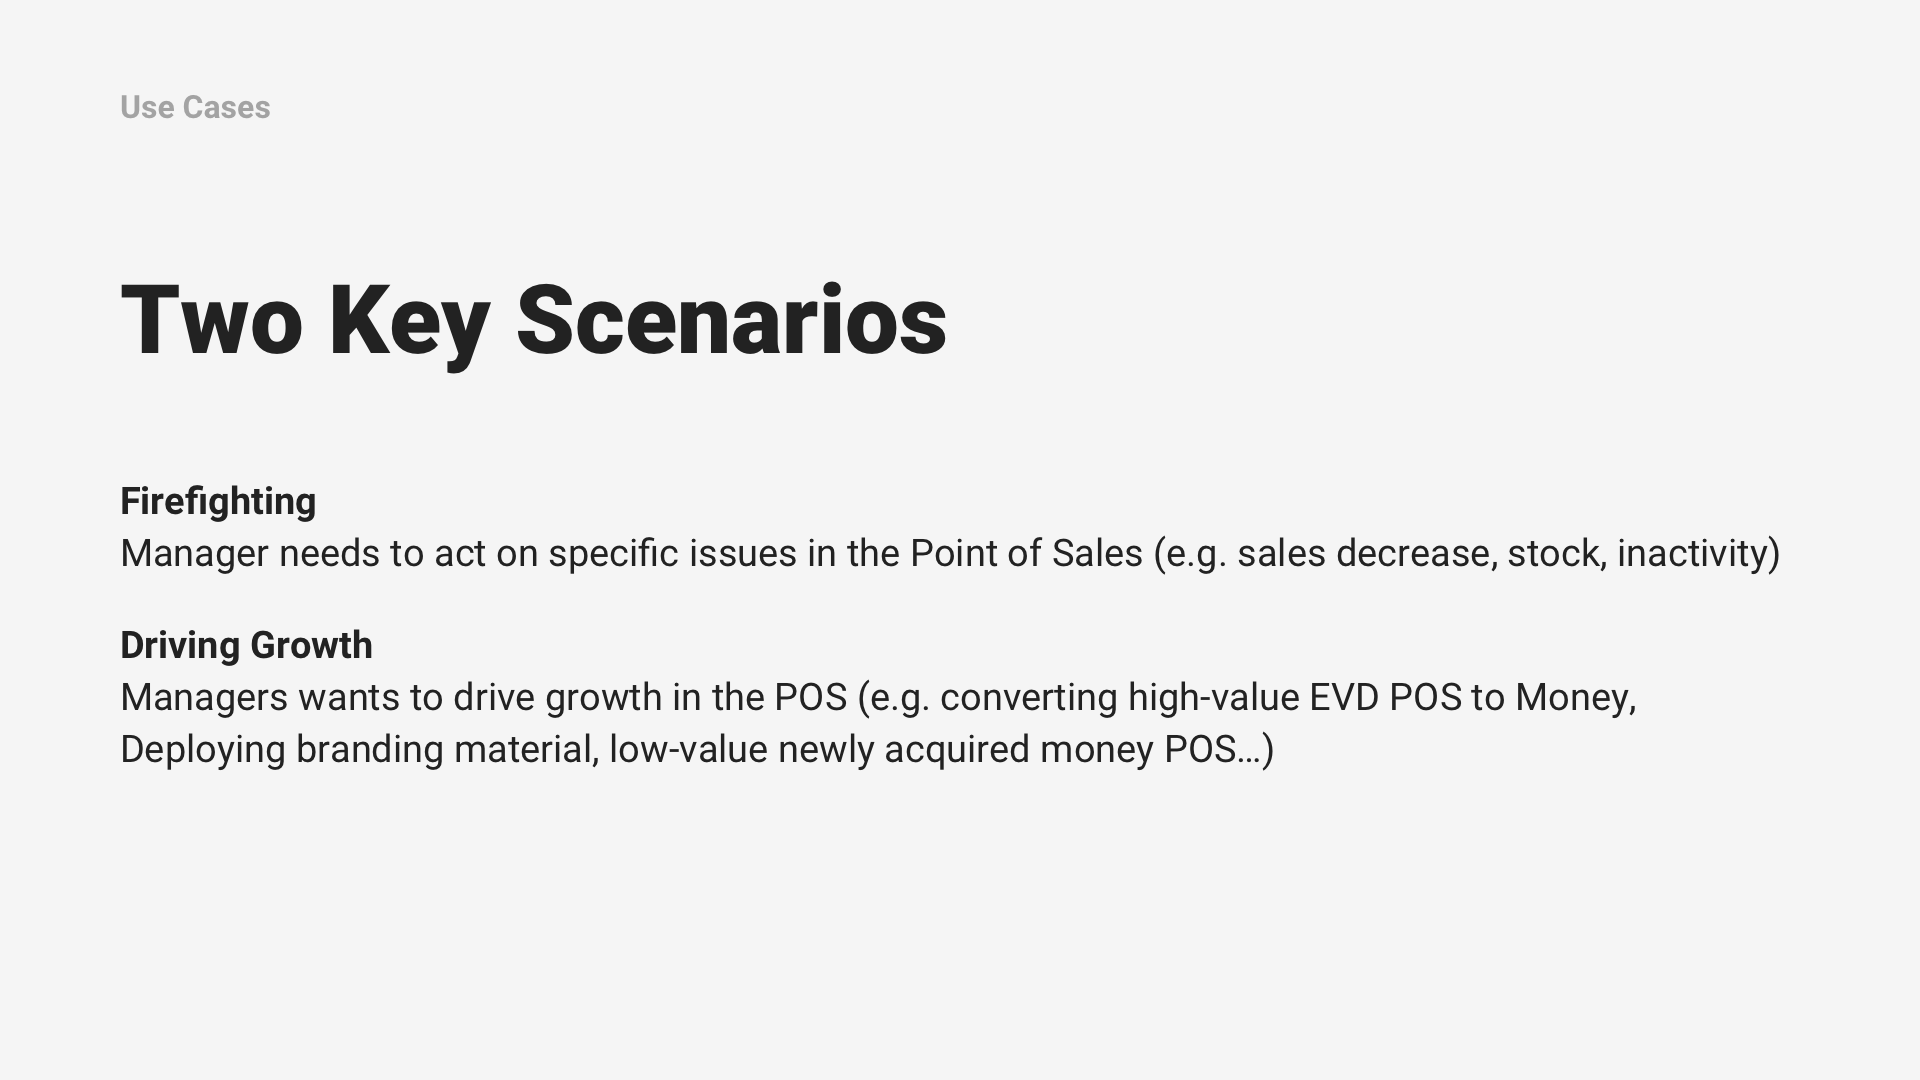 Use Cases
Two Key Scenarios
Firefighting
Manager needs to act on specific issues in the Point of Sales (e.g. sales decrease, stock, inactivity)
Driving Growth
Managers wants to drive growth in the POS (e.g. converting high-value EVD POS to Money,
Deploying branding material, low-value newly acquired money POS…)